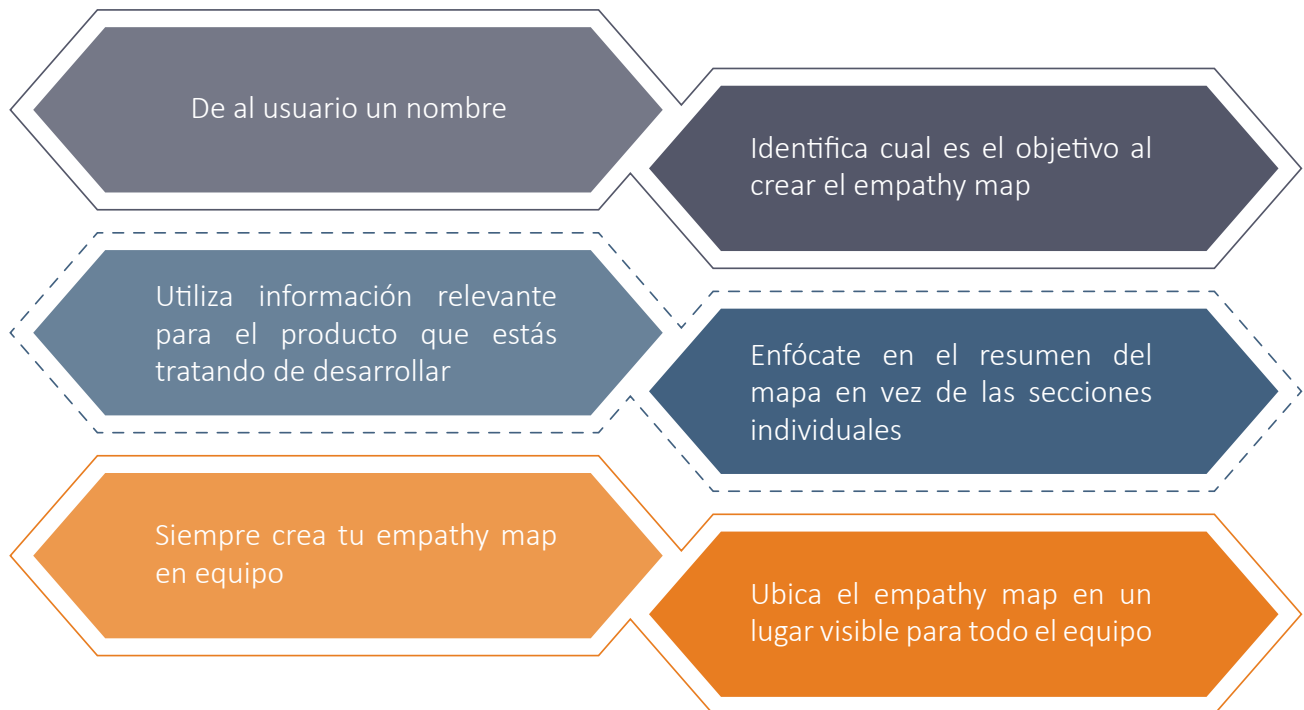 De al usuario un nombre
Identifica cual es el objetivo al
crear el empathy map
Utiliza información relevante
para el producto que estás
tratando de desarrollar
Enfócate en el resumen del
mapa en vez de las secciones
individuales
Siempre crea tu empathy map
en equipo
Ubica el empathy map en un
lugar visible para todo el equipo